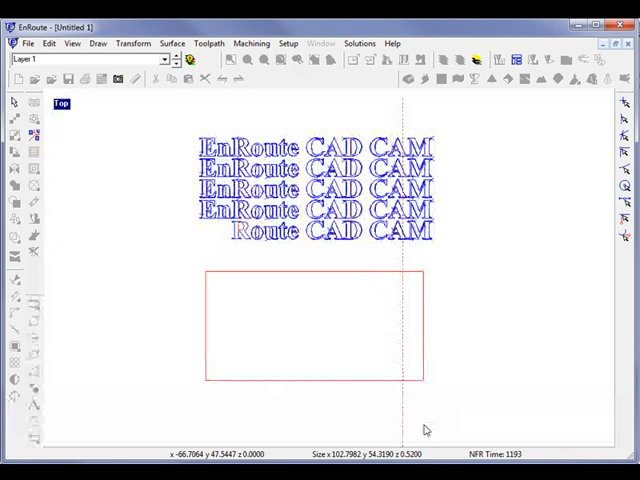 EnRoute - [Untitled 1]
File Edit View Draw Transform Surface Toolpath Machining Setup Window Solutions Help
Layer 1
Top
EnRoute CAD CAM
EnRoute CAD CAM
EnRoute CAD CAM
EnRoute CAD CAM
Route CAD CAM
x -66.7064 y 47.5447 z 0.0000 Size x 102.7982 y 54.3190 z 0.5200 NFR Time: 1193